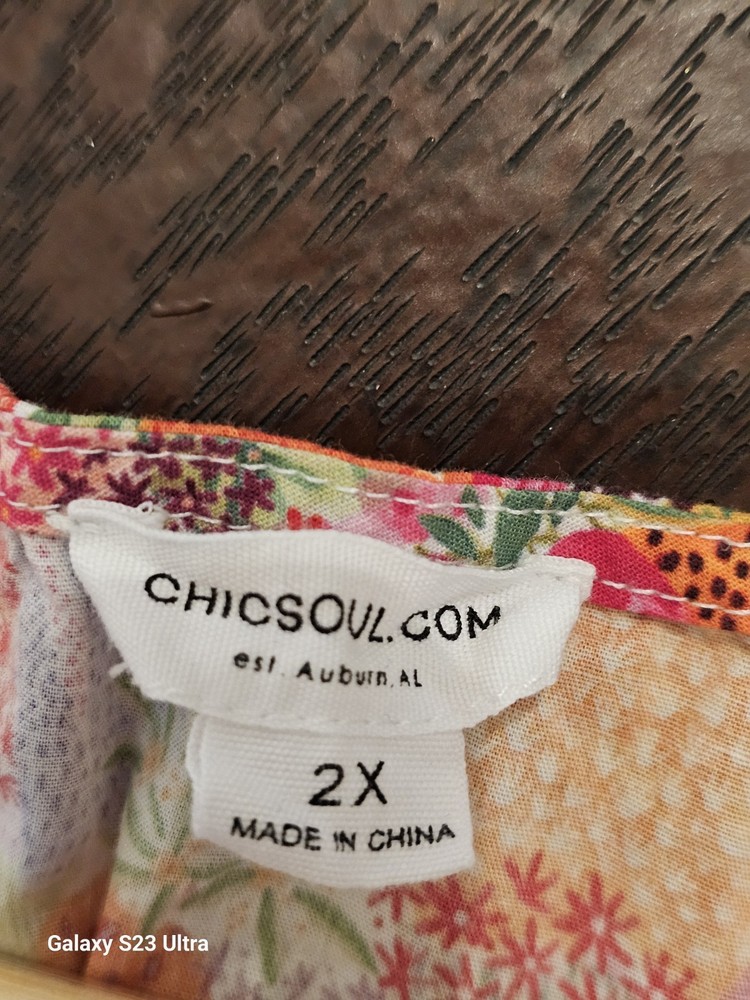 CHICSOUL.COM
est. Auburn, AL
2X
MADE IN CHINA
Galaxy S23 Ultra